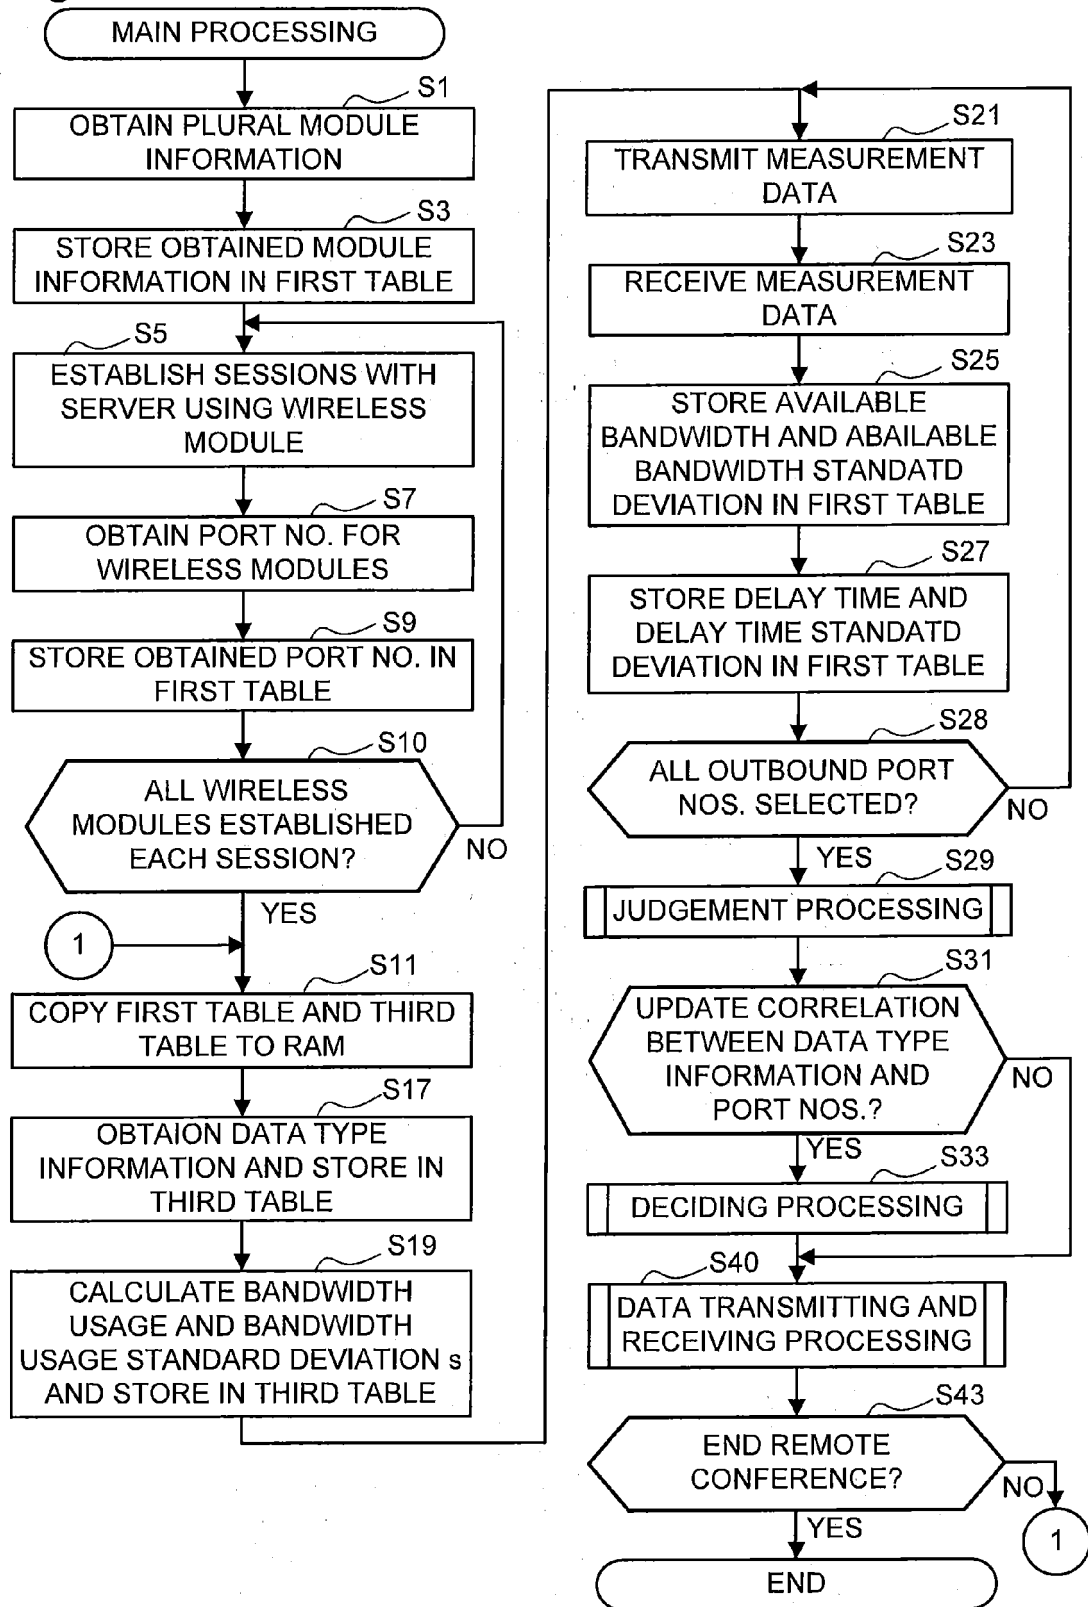 MAIN PROCESSING
S1
OBTAIN PLURAL MODULE
INFORMATION
S3
STORE OBTAINED MODULE
INFORMATION IN FIRST TABLE
S5
ESTABLISH SESSIONS WITH
SERVER USING WIRELESS
MODULE
S7
OBTAIN PORT NO. FOR
WIRELESS MODULES
S9
STORE OBTAINED PORT NO. IN
FIRST TABLE
S10
ALL WIRELESS
MODULES ESTABLISHED
EACH SESSION?
NO
YES
1
S11
COPY FIRST TABLE AND THIRD
TABLE TO RAM
S17
OBTAION DATA TYPE
INFORMATION AND STORE IN
THIRD TABLE
S19
CALCULATE BANDWIDTH
USAGE AND BANDWIDTH
USAGE STANDARD DEVIATION s
AND STORE IN THIRD TABLE
S21
TRANSMIT MEASUREMENT
DATA
S23
RECEIVE MEASUREMENT
DATA
S25
STORE AVAILABLE
BANDWIDTH AND ABAILABLE
BANDWIDTH STANDATD
DEVIATION IN FIRST TABLE
S27
STORE DELAY TIME AND
DELAY TIME STANDATD
DEVIATION IN FIRST TABLE
S28
ALL OUTBOUND PORT
NOS. SELECTED?
NO
YES
S29
JUDGEMENT PROCESSING
S31
UPDATE CORRELATION
BETWEEN DATA TYPE
INFORMATION AND
PORT NOS.?
NO
YES
S33
DECIDING PROCESSING
S40
DATA TRANSMITTING AND
RECEIVING PROCESSING
S43
END REMOTE
CONFERENCE?
NO
YES
1
END